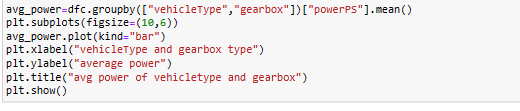 avg_power=dfc.groupby(["vehicleType","gearbox"])["powerPS"].mean()
plt.subplots(figsize=(10,6))
avg_power.plot(kind="bar")
plt.xlabel("vehicleType and gearbox type")
plt.ylabel("average power")
plt.title("avg power of vehicletype and gearbox")
plt.show()